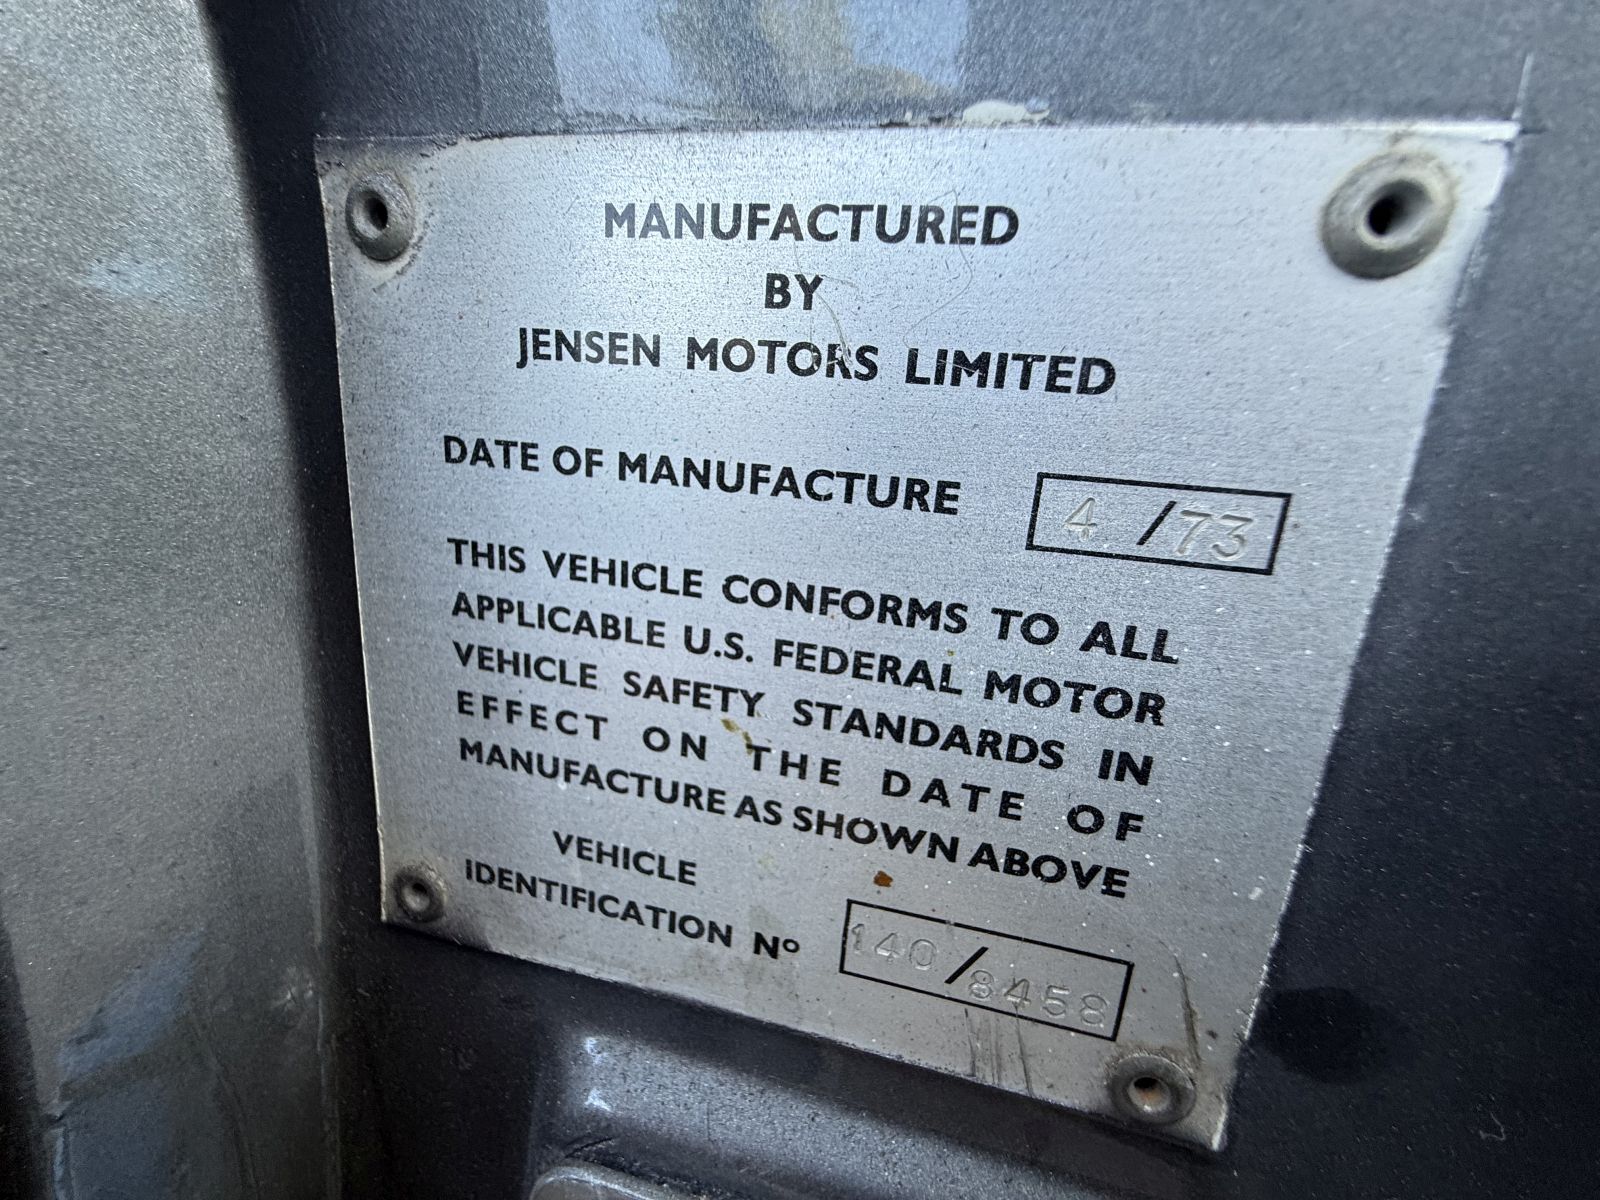 MANUFACTURED
BY
JENSEN MOTORS LIMITED
DATE OF MANUFACTURE 4 /73
THIS VEHICLE CONFORMS TO ALL
APPLICABLE U.S. FEDERAL MOTOR
VEHICLE SAFETY STANDARDS IN
EFFECT ON THE DATE OF
MANUFACTURE AS SHOWN ABOVE
VEHICLE
IDENTIFICATION Nº 140/8458